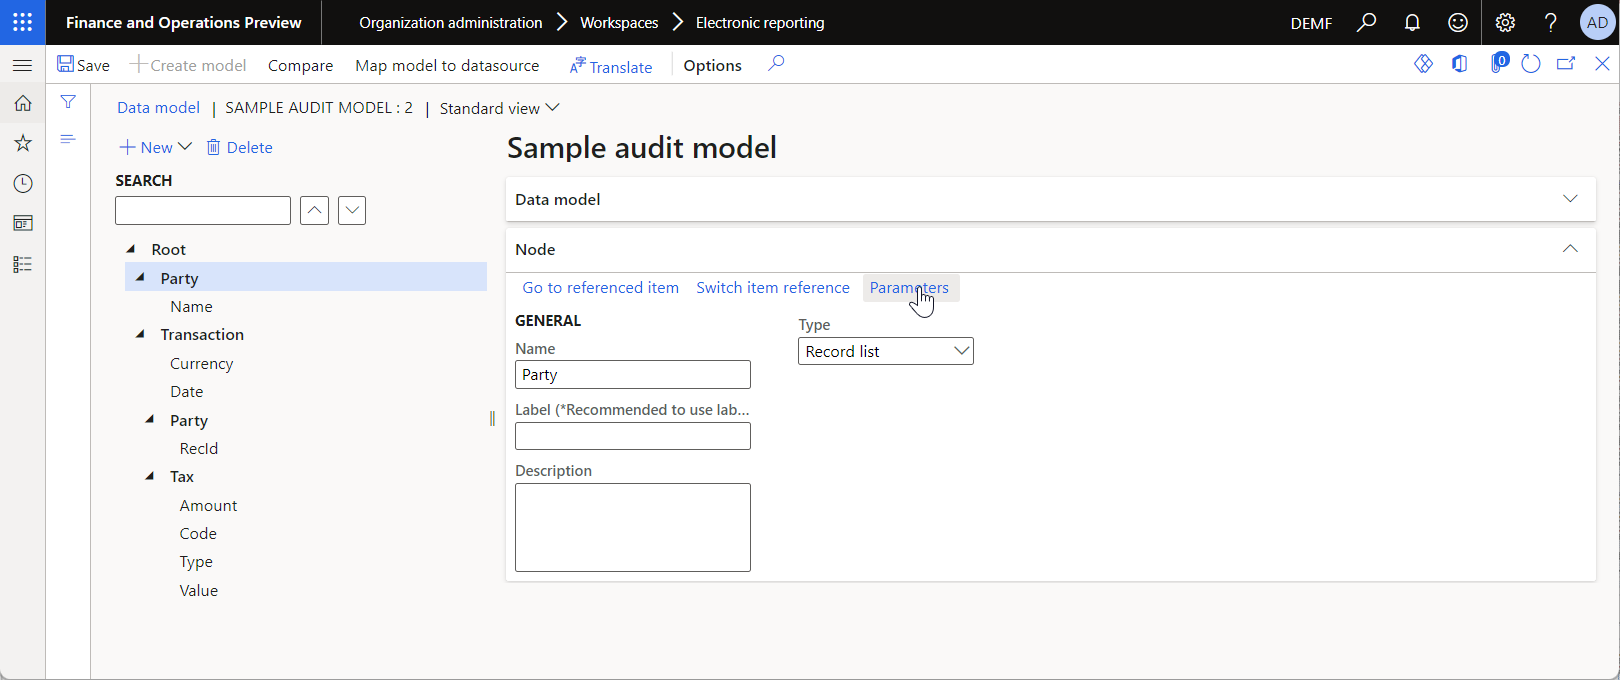 Finance and Operations Preview
Organization administration Workspaces Electronic reporting
DEMF
? AD
Save Create model Compare Map model to datasource Translate Options
0
Data model | SAMPLE AUDIT MODEL : 2 | Standard view
New Delete
SEARCH
Root
Party
Name
Transaction
Currency
Date
Party
RecId
Tax
Amount
Code
Type
Value
Sample audit model
Data model
Node
Go to referenced item Switch item reference Parameters
GENERAL
Name
Party
Label (*Recommended to use lab...
Description
Type
Record list